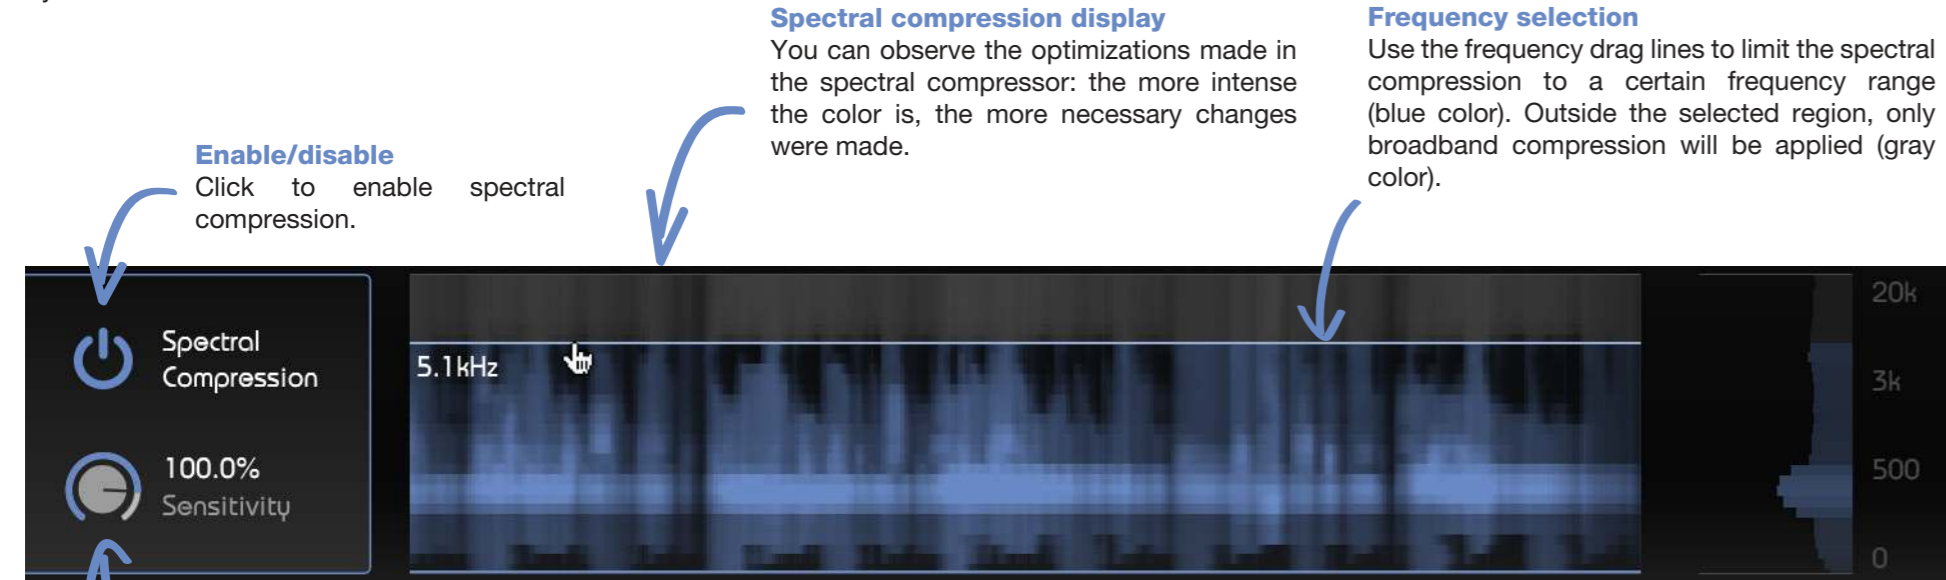 Spectral compression display
You can observe the optimizations made in
the spectral compressor: the more intense
the color is, the more necessary changes
were made.
Frequency selection
Use the frequency drag lines to limit the spectral
compression to a certain frequency range
(blue color). Outside the selected region, only
broadband compression will be applied (gray
color).
Enable/disable
Click to enable spectral
compression.
Spectral
Compression
100.0%
Sensitivity
5.1kHz
20k
3k
500
0